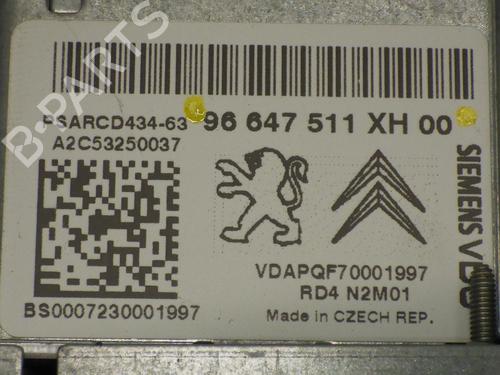 B-PARTS
PSARCD434-63
96 647 511 XH 00
A2C53250037
SIEMENS VDO
VDAPQF70001997
RD4 N2M01
BS0007230001997
Made in CZECH REP.